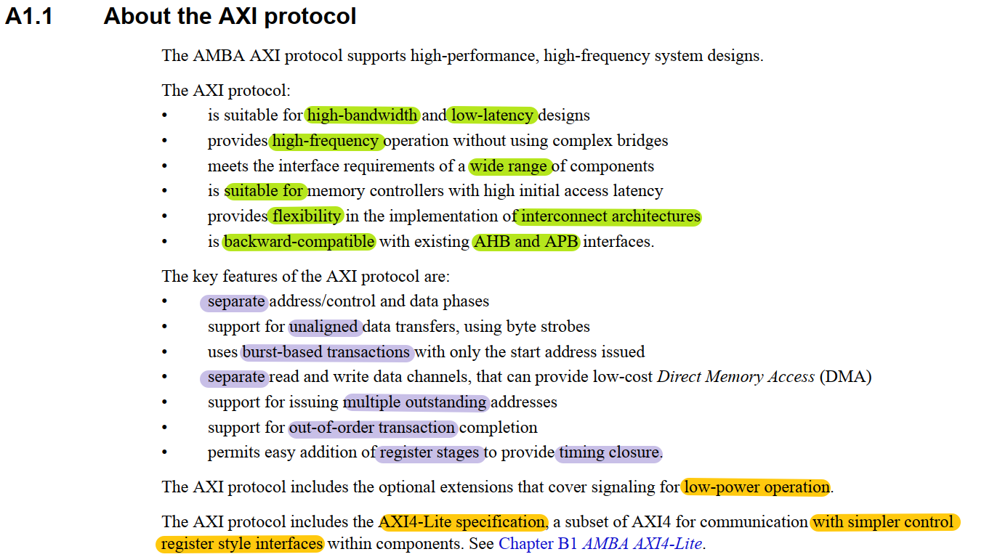 A1.1 About the AXI protocol
The AMBA AXI protocol supports high-performance, high-frequency system designs.
The AXI protocol:
• is suitable for high-bandwidth and low-latency designs
• provides high-frequency operation without using complex bridges
• meets the interface requirements of a wide range of components
• is suitable for memory controllers with high initial access latency
• provides flexibility in the implementation of interconnect architectures
• is backward-compatible with existing AHB and APB interfaces.
The key features of the AXI protocol are:
• separate address/control and data phases
• support for unaligned data transfers, using byte strobes
• uses burst-based transactions with only the start address issued
• separate read and write data channels, that can provide low-cost Direct Memory Access (DMA)
• support for issuing multiple outstanding addresses
• support for out-of-order transaction completion
• permits easy addition of register stages to provide timing closure.
The AXI protocol includes the optional extensions that cover signaling for low-power operation.
The AXI protocol includes the AXI4-Lite specification, a subset of AXI4 for communication with simpler control
register style interfaces within components. See Chapter B1 AMBA AXI4-Lite.